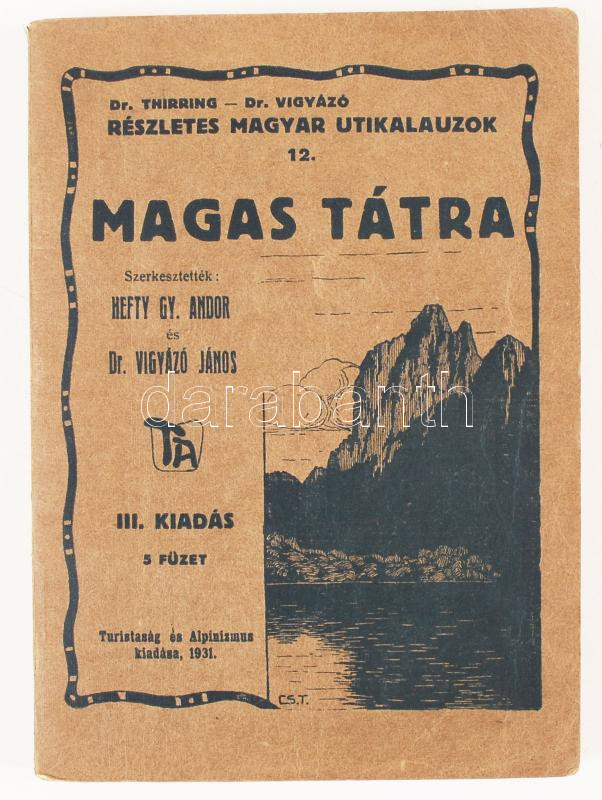 Dr. THIRRING — Dr. VIGYÁZÓ
RÉSZLETES MAGYAR UTIKALAUZOK
12.
MAGAS TÁTRA
Szerkesztették:
HEFTY GY. ANDOR
és
Dr. VIGYÁZÓ JÁNOS
darabanth
TA
III. KIADÁS
5 FÜZET
Turistaság és Alpinizmus
kiadása, 1931.
CS.T.